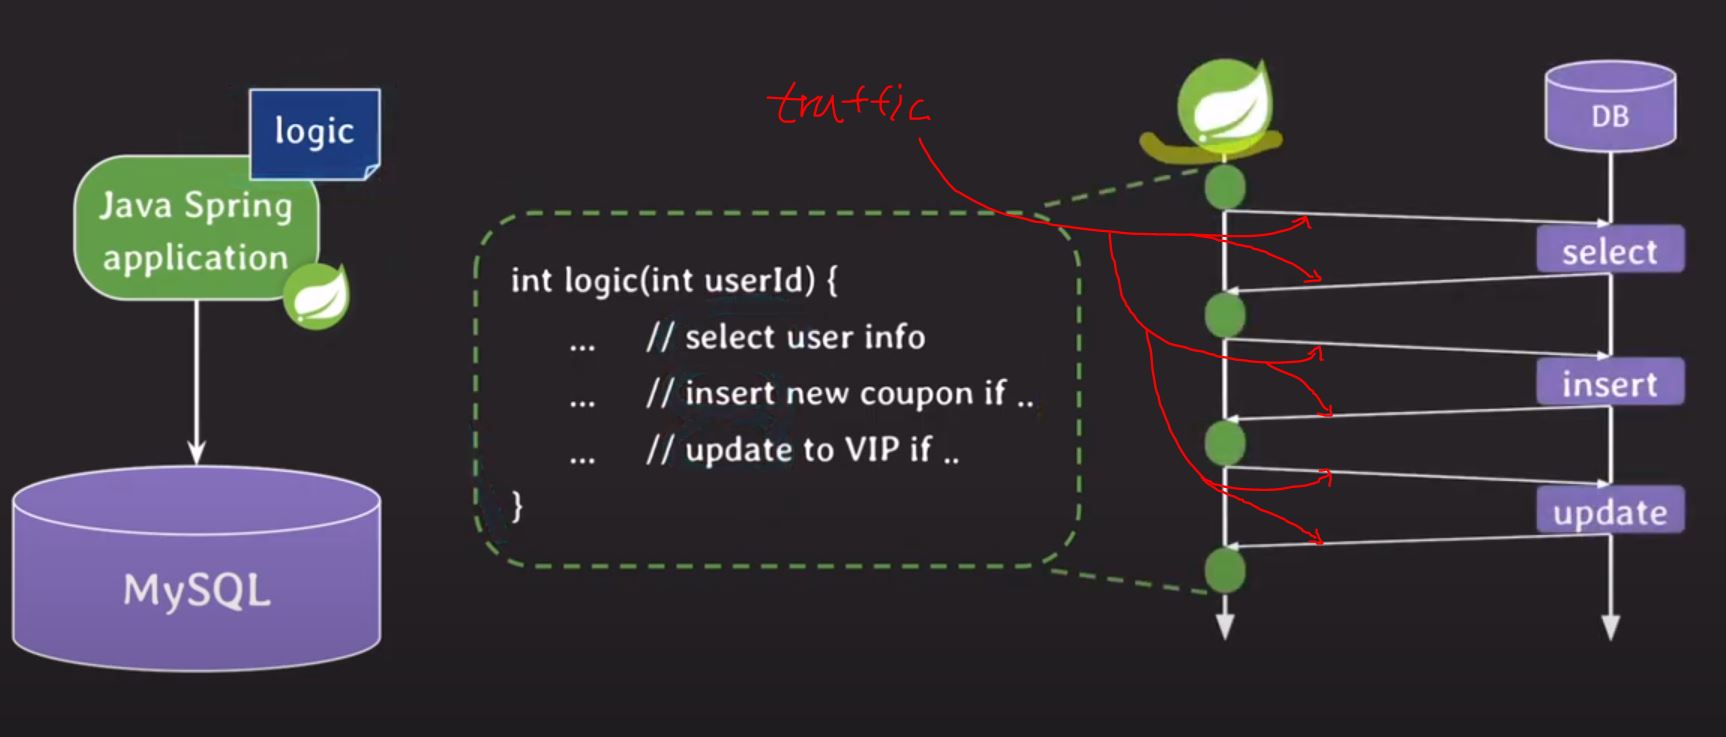 logic
Java Spring
application
MySQL
traffic
int logic(int userId) {
... // select user info
... // insert new coupon if ..
... // update to VIP if ..
}
DB
select
insert
update